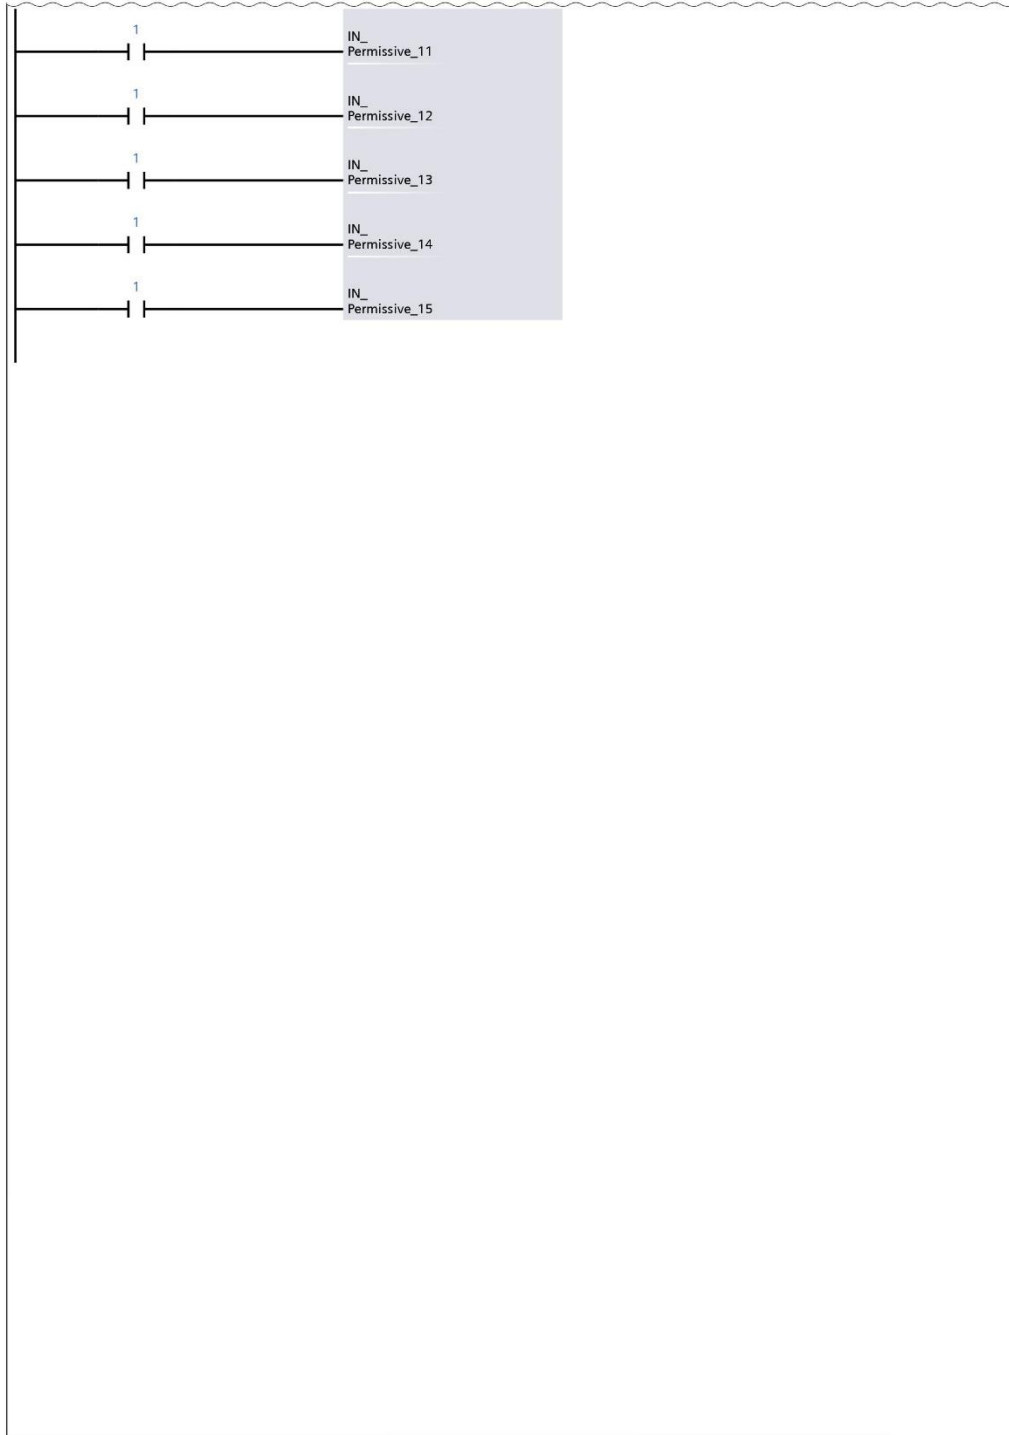 1
IN_
Permissive_11
1
IN_
Permissive_12
1
IN_
Permissive_13
1
IN_
Permissive_14
1
IN_
Permissive_15